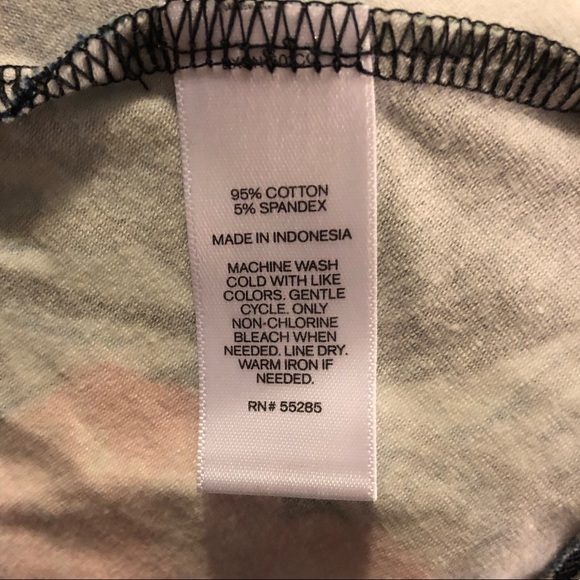 95% COTTON
5% SPANDEX
MADE IN INDONESIA
MACHINE WASH
COLD WITH LIKE
COLORS. GENTLE
CYCLE. ONLY
NON-CHLORINE
BLEACH WHEN
NEEDED. LINE DRY.
WARM IRON IF
NEEDED.
RN# 55285